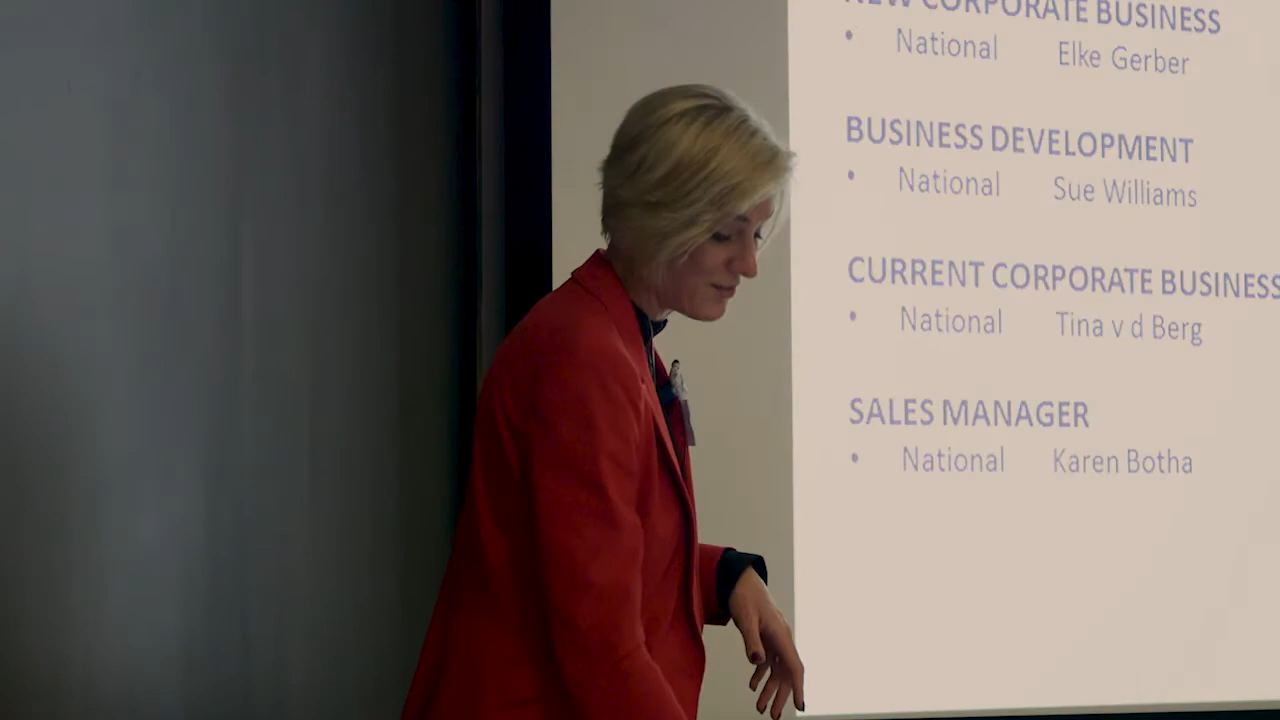 NEW CORPORATE BUSINESS
• National Elke Gerber
BUSINESS DEVELOPMENT
• National Sue Williams
CURRENT CORPORATE BUSINESS
• National Tina v d Berg
SALES MANAGER
• National Karen Botha